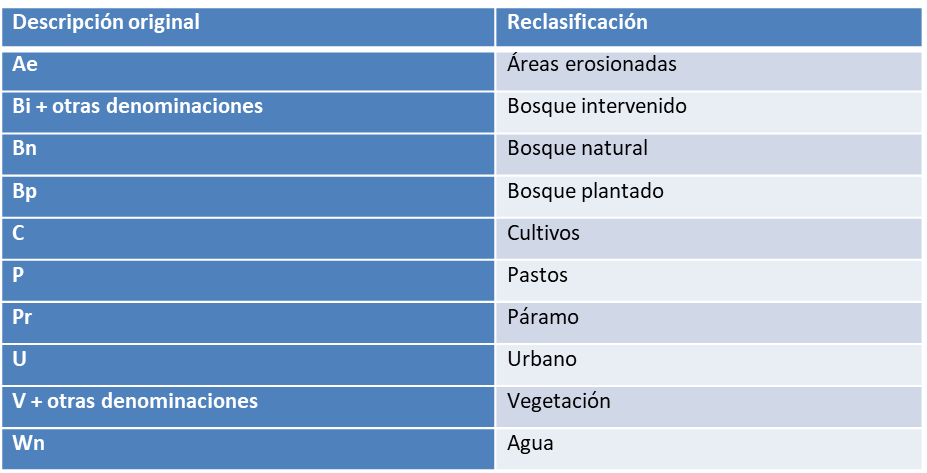 Descripción original Reclasificación
Ae Áreas erosionadas
Bi + otras denominaciones Bosque intervenido
Bn Bosque natural
Bp Bosque plantado
C Cultivos
P Pastos
Pr Páramo
U Urbano
V + otras denominaciones Vegetación
Wn Agua